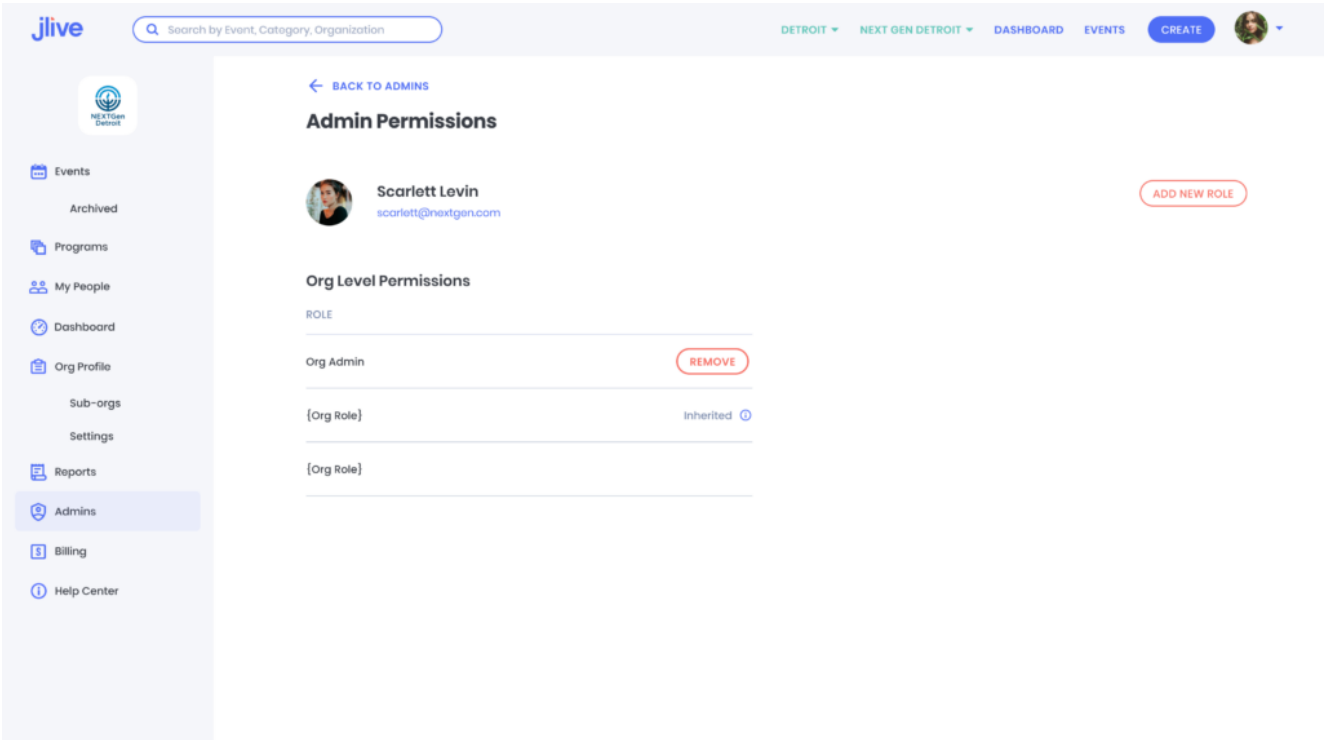 jlive
Search by Event, Catogory, Organization
DETROIT
NEXT GEN DETROIT
DASHBOARD
EVENTS
CREATE
NEXTGen
Detroit
Events
Archived
Programs
My People
Dashboard
Org Profile
Sub-orgs
Settings
Reports
Admins
Billing
Help Center
BACK TO ADMINS
Admin Permissions
Scarlett Levin
scarlett@nextgen.com
ADD NEW ROLE
Org Level Permissions
ROLE
Org Admin
REMOVE
{Org Role}
Inherited
{Org Role}